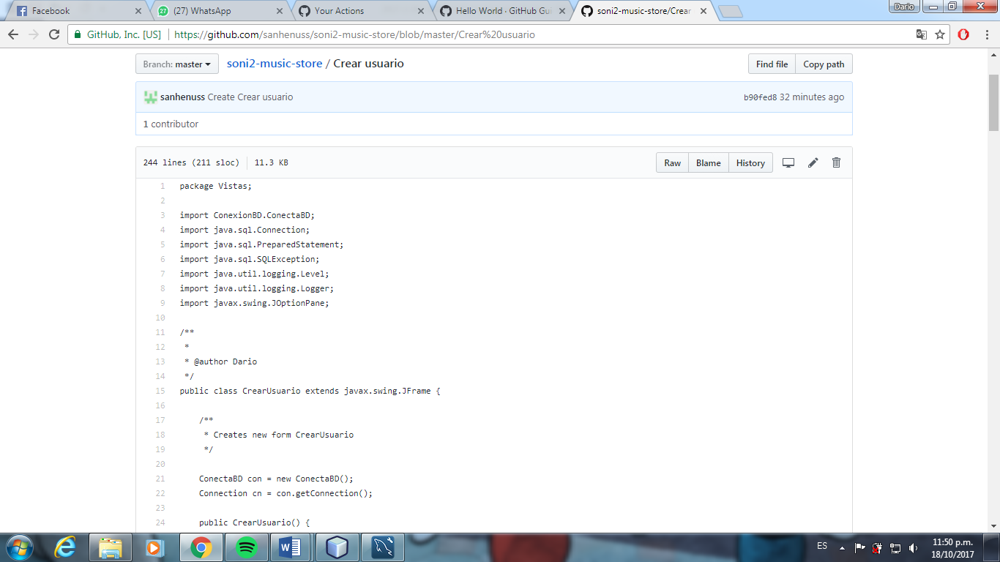 Facebook
27 (27) WhatsApp
Your Actions
Hello World · GitHub Gui
soni2-music-store/Crear
Dario
GitHub, Inc. [US] https://github.com/sanhenuss/soni2-music-store/blob/master/Crear%20usuario
Branch: master soni2-music-store / Crear usuario Find file Copy path
sanhenuss Create Crear usuario b90fed8 32 minutes ago
1 contributor
244 lines (211 sloc) 11.3 KB Raw Blame History
1 package Vistas;
2
3 import ConexionBD.ConectaBD;
4 import java.sql.Connection;
5 import java.sql.PreparedStatement;
6 import java.sql.SQLException;
7 import java.util.logging.Level;
8 import java.util.logging.Logger;
9 import javax.swing.JOptionPane;
10
11 /**
12 *
13 * @author Dario
14 */
15 public class CrearUsuario extends javax.swing.JFrame {
16
17 /**
18 * Creates new form CrearUsuario
19 */
20
21 ConectaBD con = new ConectaBD();
22 Connection cn = con.getConnection();
23
24 public CrearUsuario() {
ES
11:50 p.m.
18/10/2017